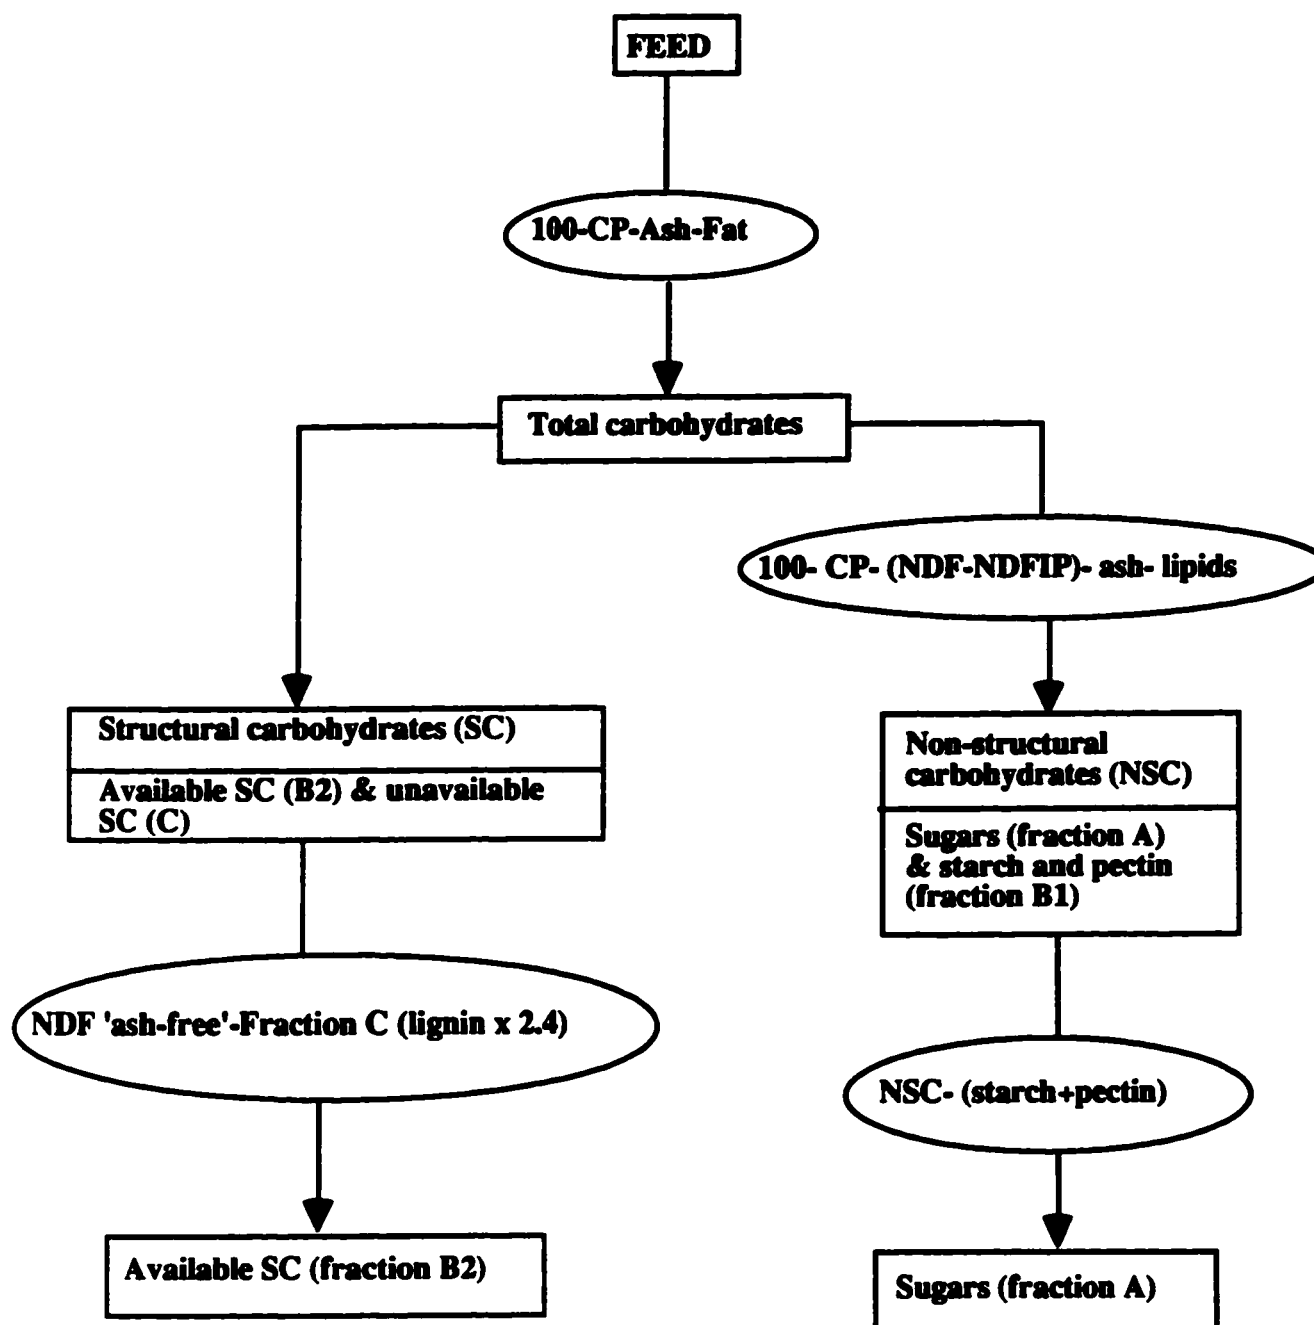 FEED
100-CP-Ash-Fat
Total carbohydrates
100- CP- (NDF-NDFIP)- ash- lipids
Structural carbohydrates (SC)
Available SC (B2) & unavailable
SC (C)
Non-structural
carbohydrates (NSC)
Sugars (fraction A)
& starch and pectin
(fraction B1)
NDF 'ash-free'-Fraction C (lignin x 2.4)
NSC- (starch+pectin)
Available SC (fraction B2)
Sugars (fraction A)